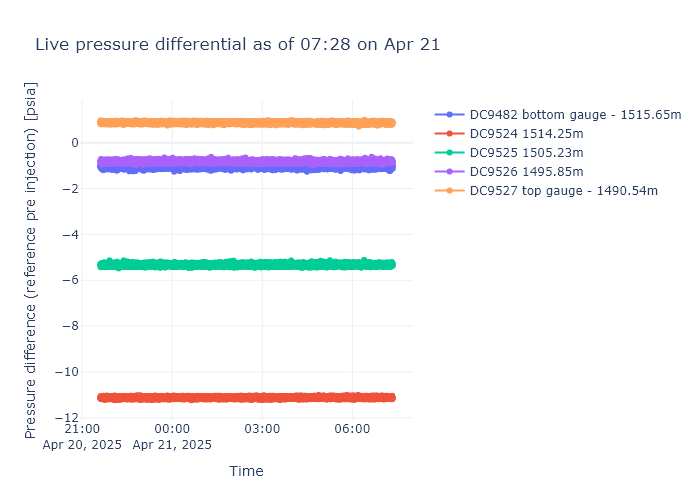 Live pressure differential as of 07:28 on Apr 21
Pressure difference (reference pre injection) [psia]
0
−2
−4
−6
−8
−10
−12
21:00
Apr 20, 2025
00:00
Apr 21, 2025
03:00
06:00
Time
DC9482 bottom gauge - 1515.65m
DC9524 1514.25m
DC9525 1505.23m
DC9526 1495.85m
DC9527 top gauge - 1490.54m